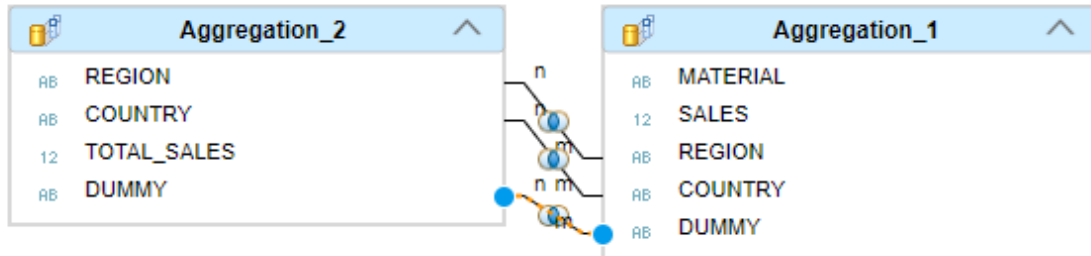 Aggregation_2
AB REGION
AB COUNTRY
12 TOTAL_SALES
AB DUMMY
n
n
m
n m
m
Aggregation_1
AB MATERIAL
12 SALES
AB REGION
AB COUNTRY
AB DUMMY